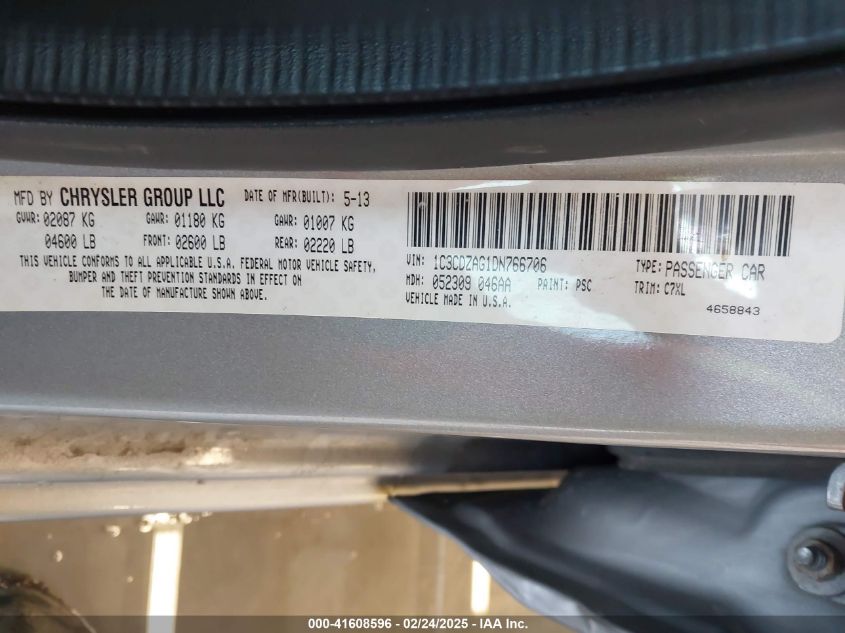 MFD BY CHRYSLER GROUP LLC DATE OF MFR(BUILT): 5-13
GVWR: 02087 KG GAWR: 01180 KG GAWR: 01007 KG
04600 LB FRONT: 02600 LB REAR: 02220 LB
THIS VEHICLE CONFORMS TO ALL APPLICABLE U.S.A. FEDERAL MOTOR VEHICLE SAFETY,
BUMPER AND THEFT PREVENTION STANDARDS IN EFFECT ON
THE DATE OF MANUFACTURE SHOWN ABOVE.
VIN: 1C3CDZAG1DN766706 TYPE: PASSENGER CAR
MDH: 052309 046AA PAINT: PSC TRIM: C7XL
VEHICLE MADE IN U.S.A. 4658843
000-41608596 - 02/24/2025 - IAA Inc.